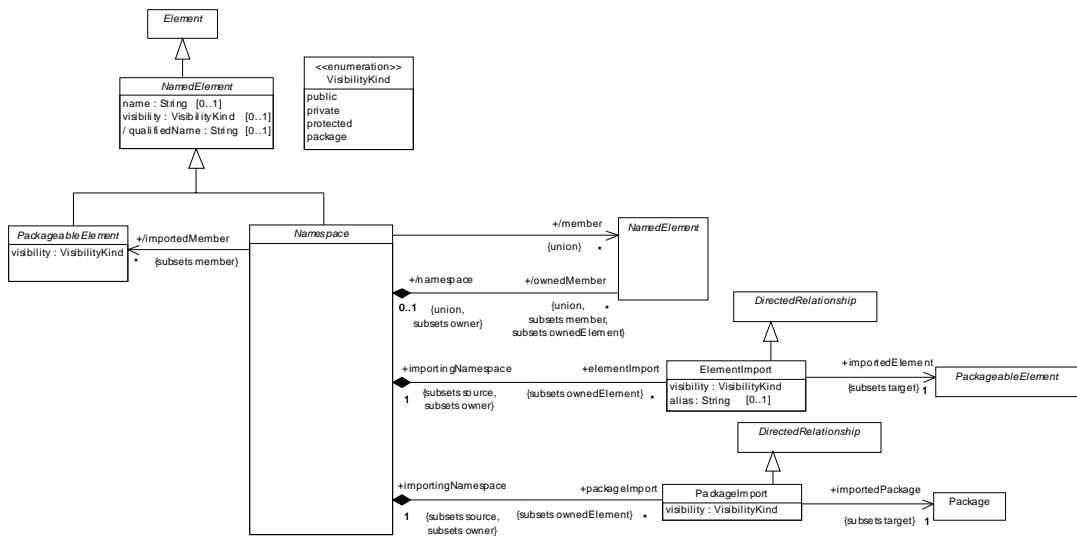 Element
NamedElement
name : String [0..1]
visibility : VisibilityKind [0..1]
/ qualifiedName : String [0..1]
<<enumeration>>
VisibilityKind
public
private
protected
package
PackageableElement
visibility : VisibilityKind
+/importedMember
*
{subsets member}
Namespace
+/member
{union}
*
NamedElement
+/namespace
+/ownedMember
0..1
{union,
subsets owner}
{union,
subsets member,
subsets ownedElement}
*
DirectedRelationship
+importingNamespace
+elementImport
1
{subsets source,
subsets owner}
{subsets ownedElement}
*
ElementImport
visibility : VisibilityKind
alias : String [0..1]
+importedElement
{subsets target}
1
PackageableElement
DirectedRelationship
+importingNamespace
+packageImport
1
{subsets source,
subsets owner}
{subsets ownedElement}
*
PackageImport
visibility : VisibilityKind
+importedPackage
{subsets target}
1
Package